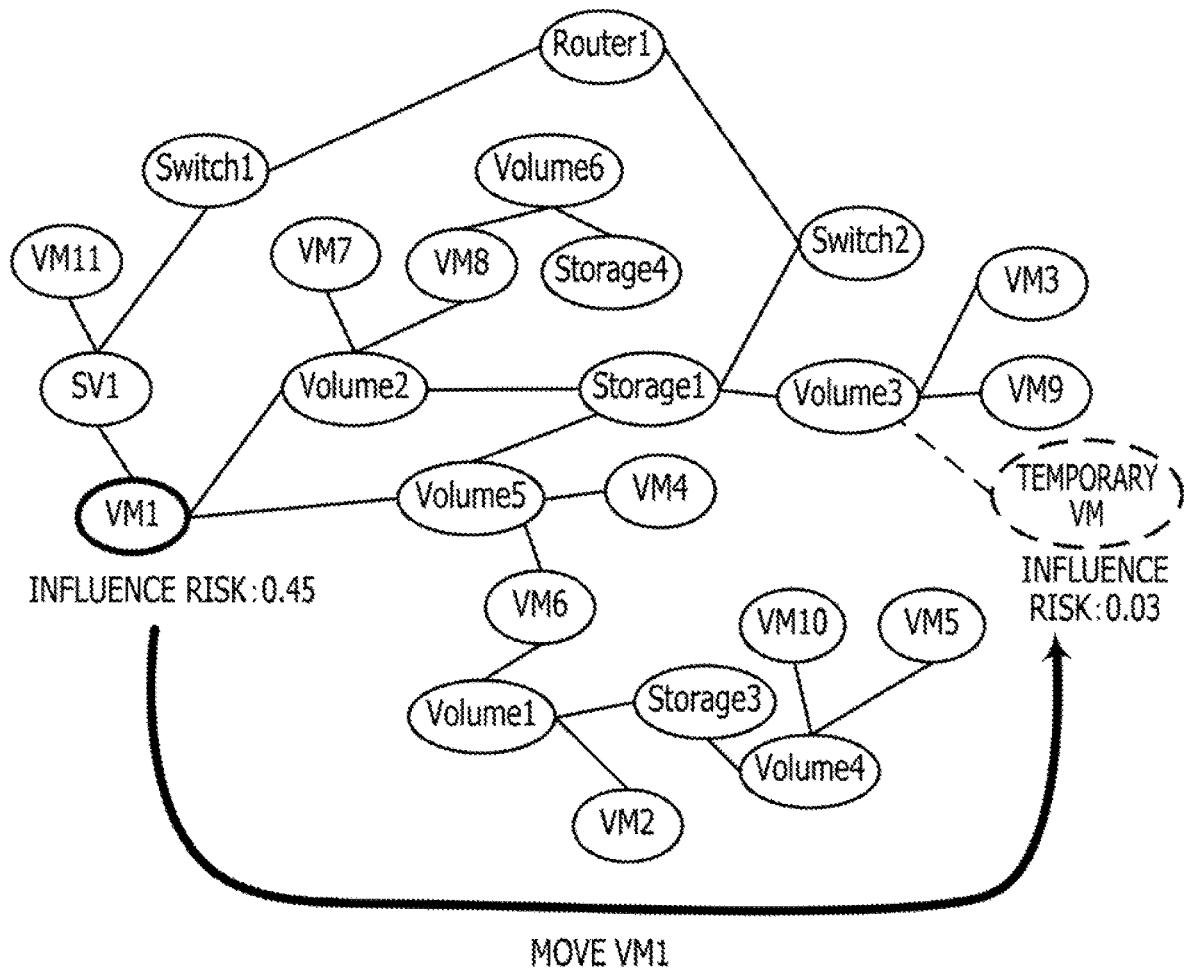 Router1
Switch1
Volume6
VM11
VM7
VM8
Storage4
Switch2
VM3
SV1
Volume2
Storage1
Volume3
VM9
VM1
Volume5
VM4
TEMPORARY
VM
INFLUENCE RISK:0.45
INFLUENCE
RISK:0.03
VM6
VM10
VM5
Volume1
Storage3
Volume4
VM2
MOVE VM1